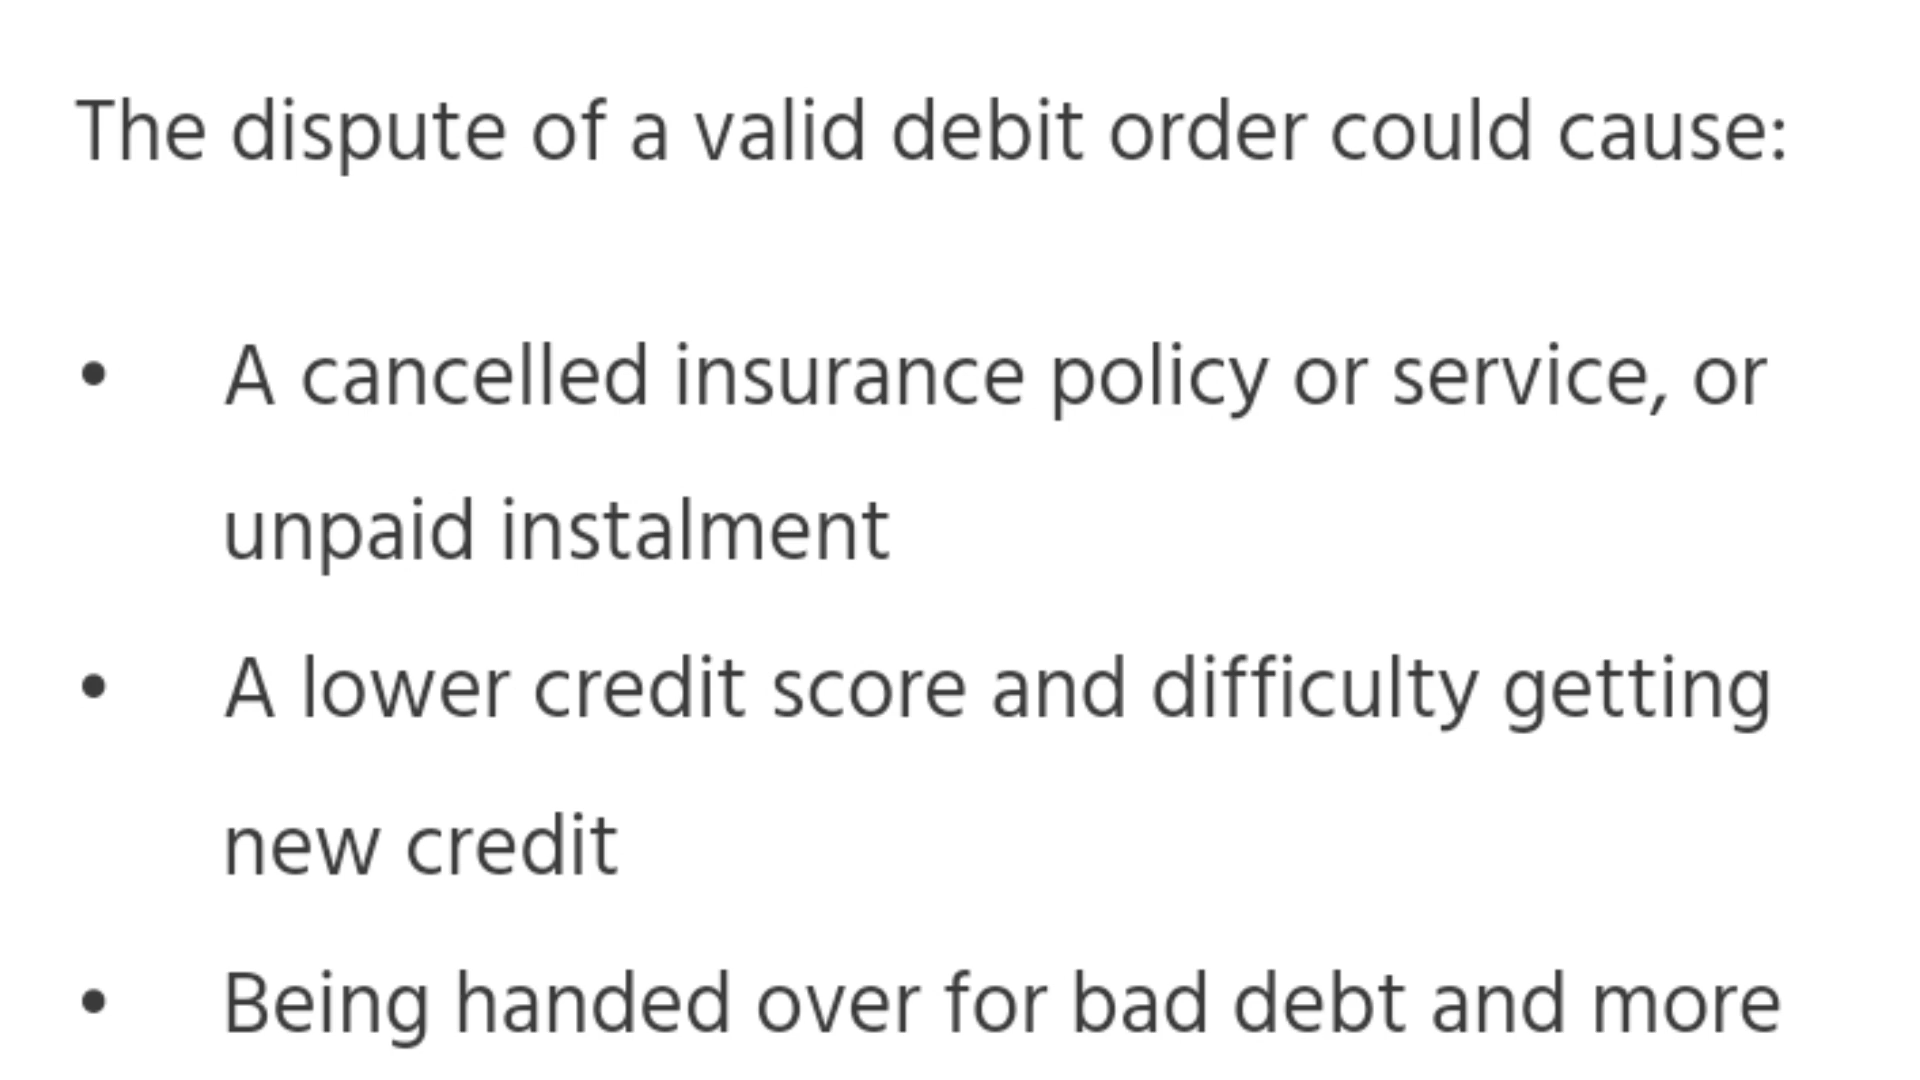 The dispute of a valid debit order could cause:
• A cancelled insurance policy or service, or
unpaid instalment
• A lower credit score and difficulty getting
new credit
• Being handed over for bad debt and more